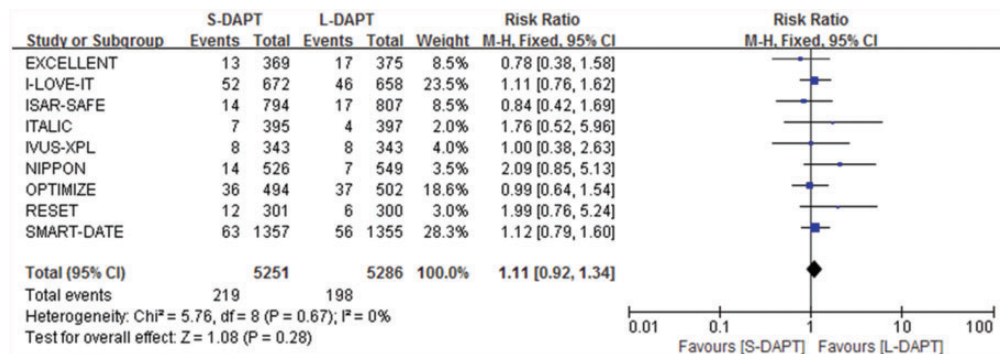 S-DAPT L-DAPT Risk Ratio Risk Ratio
Study or Subgroup Events Total Events Total Weight M-H, Fixed, 95% CI M-H, Fixed, 95% CI
EXCELLENT 13 369 17 375 8.5% 0.78 [0.38, 1.58]
I-LOVE-IT 52 672 46 658 23.5% 1.11 [0.76, 1.62]
ISAR-SAFE 14 794 17 807 8.5% 0.84 [0.42, 1.69]
ITALIC 7 395 4 397 2.0% 1.76 [0.52, 5.96]
IVUS-XPL 8 343 8 343 4.0% 1.00 [0.38, 2.63]
NIPPON 14 526 7 549 3.5% 2.09 [0.85, 5.13]
OPTIMIZE 36 494 37 502 18.6% 0.99 [0.64, 1.54]
RESET 12 301 6 300 3.0% 1.99 [0.76, 5.24]
SMART-DATE 63 1357 56 1355 28.3% 1.12 [0.79, 1.60]
Total (95% CI) 5251 5286 100.0% 1.11 [0.92, 1.34]
Total events 219 198
Heterogeneity: Chi² = 5.76, df = 8 (P = 0.67); I² = 0%
Test for overall effect: Z = 1.08 (P = 0.28)
0.01 0.1 1 10 100
Favours [S-DAPT] Favours [L-DAPT]